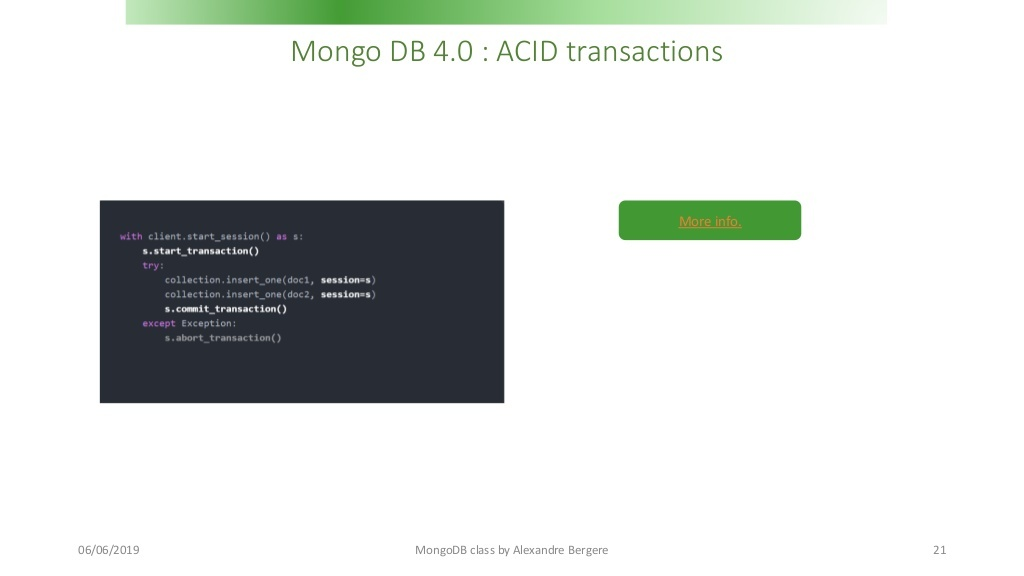 Mongo DB 4.0 : ACID transactions
with client.start_session() as s:
    s.start_transaction()
    try:
        collection.insert_one(doc1, session=s)
        collection.insert_one(doc2, session=s)
        s.commit_transaction()
    except Exception:
        s.abort_transaction()
More info.
06/06/2019
MongoDB class by Alexandre Bergere
21